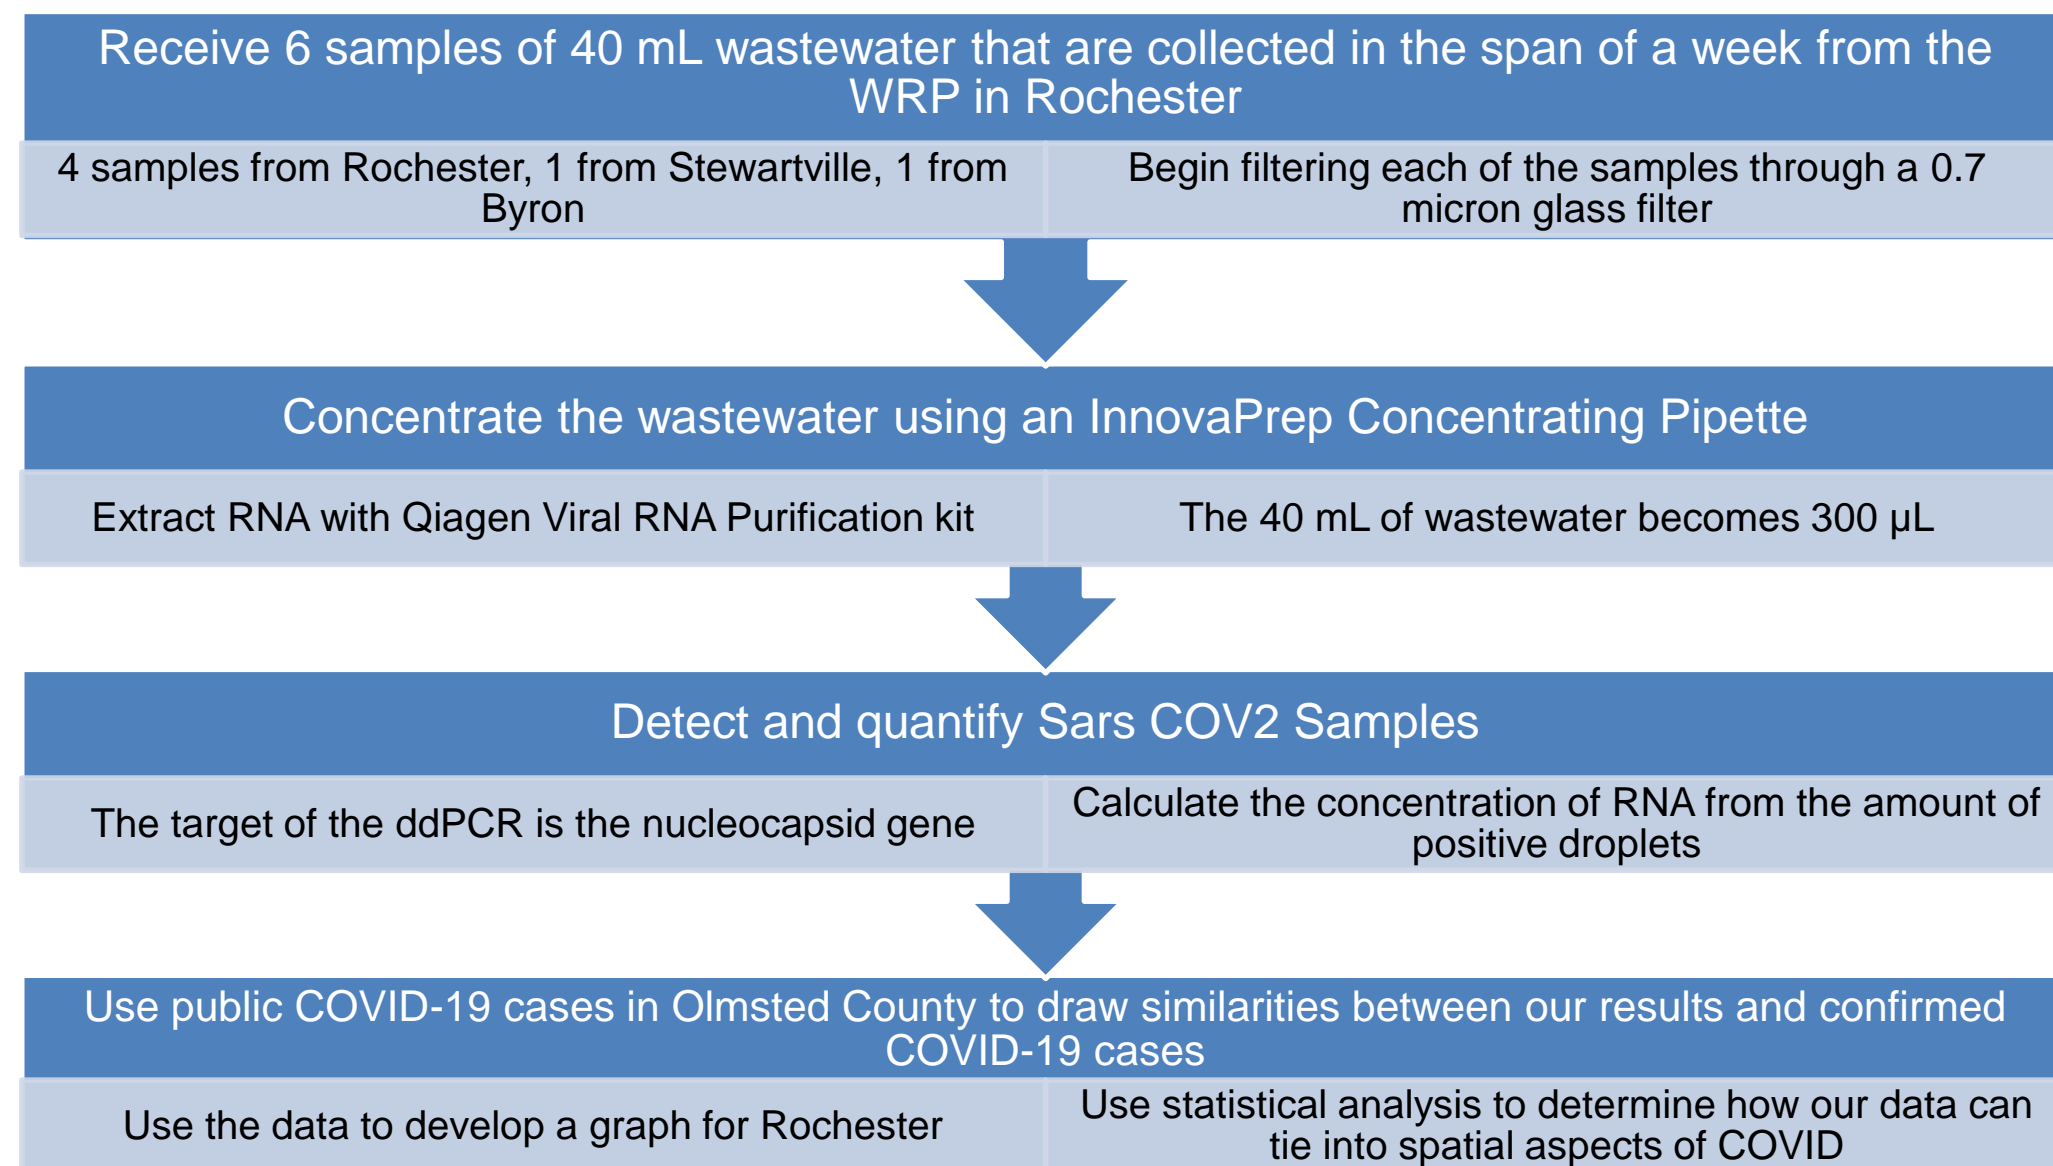 Receive 6 samples of 40 mL wastewater that are collected in the span of a week from the
WRP in Rochester
4 samples from Rochester, 1 from Stewartville, 1 from
Byron
Begin filtering each of the samples through a 0.7
micron glass filter
Concentrate the wastewater using an InnovaPrep Concentrating Pipette
Extract RNA with Qiagen Viral RNA Purification kit
The 40 mL of wastewater becomes 300 µL
Detect and quantify Sars COV2 Samples
The target of the ddPCR is the nucleocapsid gene
Calculate the concentration of RNA from the amount of
positive droplets
Use public COVID-19 cases in Olmsted County to draw similarities between our results and confirmed
COVID-19 cases
Use the data to develop a graph for Rochester
Use statistical analysis to determine how our data can
tie into spatial aspects of COVID